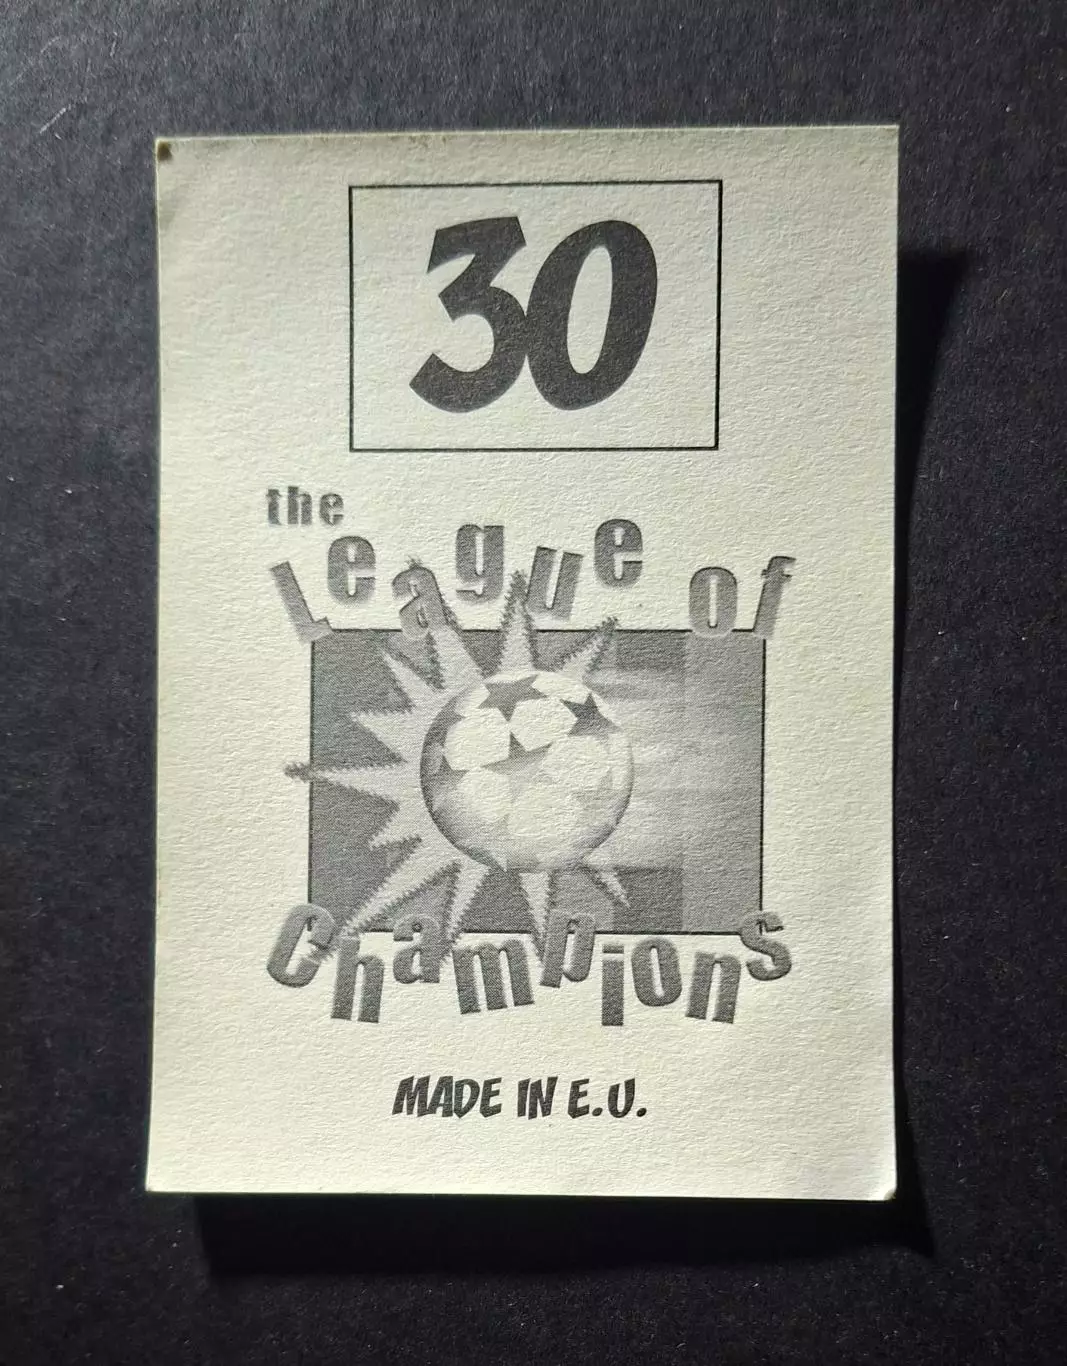 30
the
League of
Champions
MADE IN E.U.